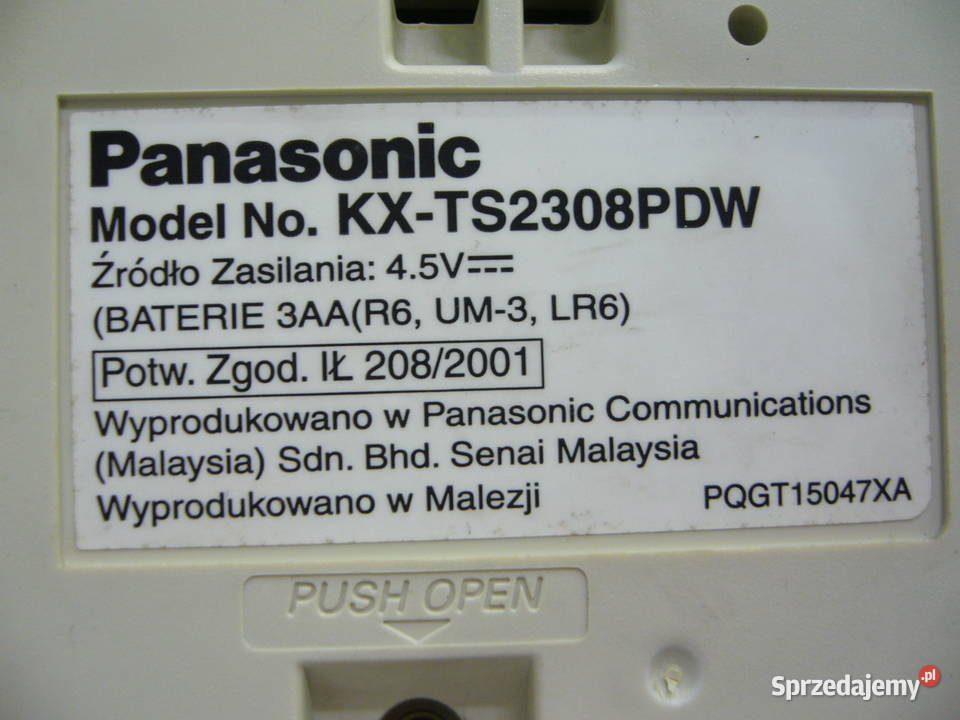 Panasonic
Model No. KX-TS2308PDW
Źródło Zasilania: 4.5V⎓
(BATERIE 3AA(R6, UM-3, LR6)
Potw. Zgod. IŁ 208/2001
Wyprodukowano w Panasonic Communications
(Malaysia) Sdn. Bhd. Senai Malaysia
Wyprodukowano w Malezji
PQGT15047XA
PUSH OPEN
Sprzedajemy.pl